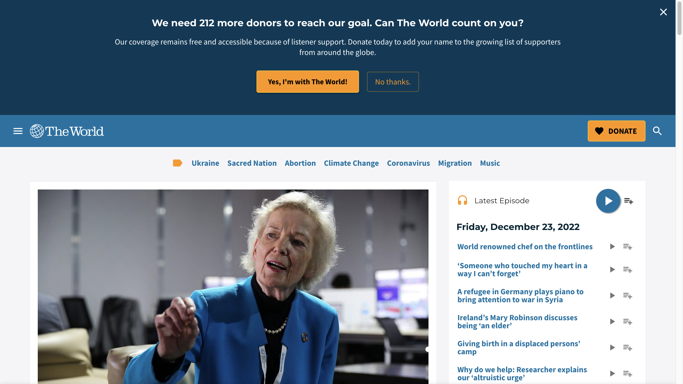 We need 212 more donors to reach our goal. Can The World count on you?
Our coverage remains free and accessible because of listener support. Donate today to add your name to the growing list of supporters
from around the globe.
Yes, I'm with The World!
No thanks.
The World
DONATE
Ukraine
Sacred Nation
Abortion
Climate Change
Coronavirus
Migration
Music
Latest Episode
Friday, December 23, 2022
World renowned chef on the frontlines
‘Someone who touched my heart in a
way I can't forget’
A refugee in Germany plays piano to
bring attention to war in Syria
Ireland's Mary Robinson discusses
being ‘an elder’
Giving birth in a displaced persons’
camp
Why do we help: Researcher explains
our ‘altruistic urge’